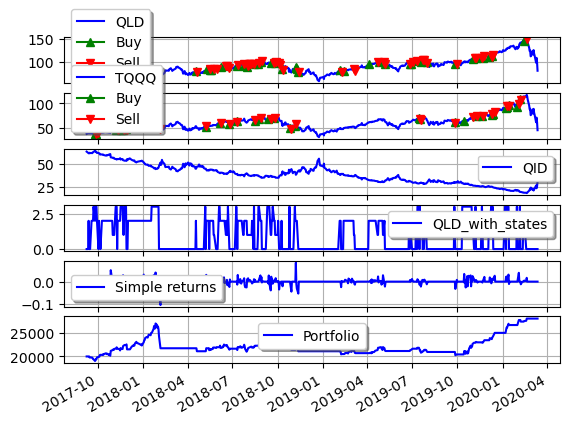 QLD
Buy
Sell
150
100
TQQQ
Buy
Sell
100
50
QID
50
25
QLD_with_states
2.5
0.0
Simple returns
0.0
−0.1
Portfolio
25000
20000
2017-10 2018-01 2018-04 2018-07 2018-10 2019-01 2019-04 2019-07 2019-10 2020-01 2020-04